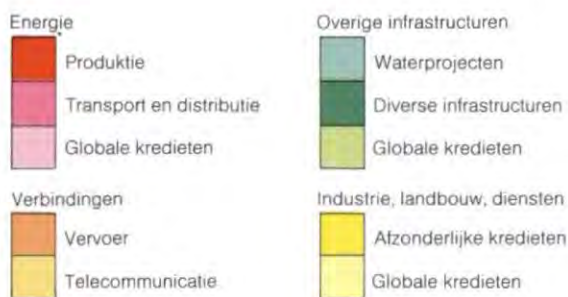 Energie
Produktie
Transport en distributie
Globale kredieten
Verbindingen
Vervoer
Telecommunicatie
Overige infrastructuren
Waterprojecten
Diverse infrastructuren
Globale kredieten
Industrie, landbouw, diensten
Afzonderlijke kredieten
Globale kredieten